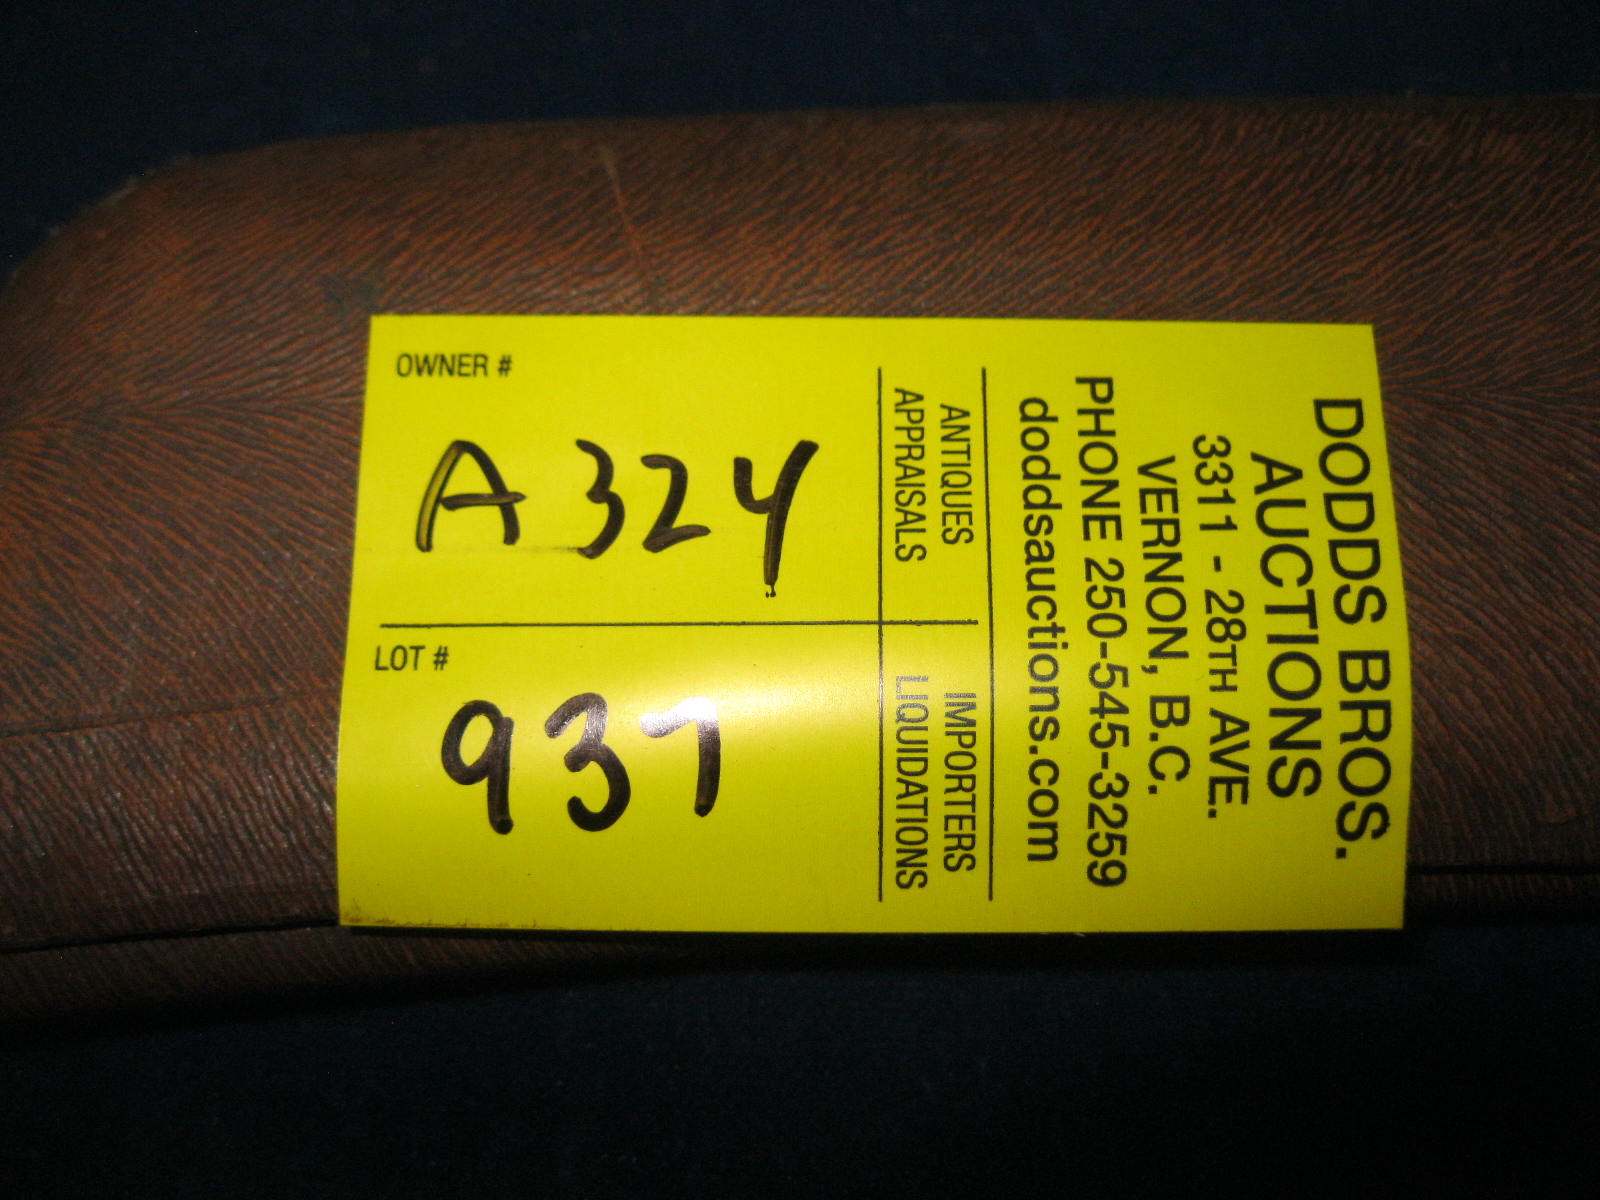 DODDS BROS.
AUCTIONS
3311 - 28TH AVE.
VERNON, B.C.
PHONE 250-545-3259
doddsauctions.com
ANTIQUES
APPRAISALS
IMPORTERS
LIQUIDATIONS
OWNER #
A 324
LOT #
937